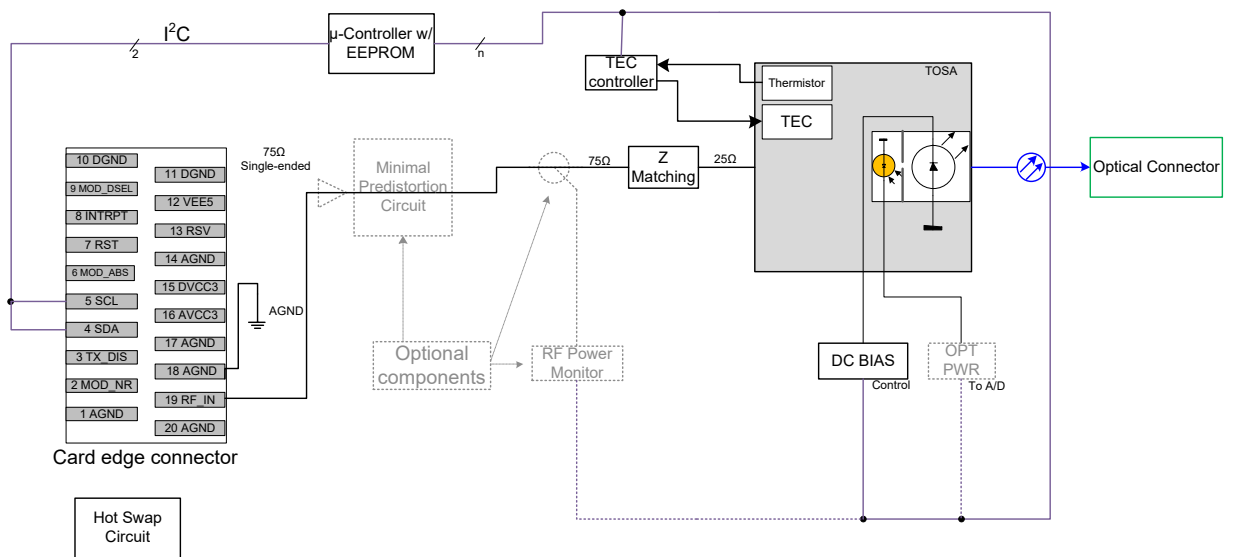 I2C
2
µ-Controller w/
EEPROM
n
TEC
controller
TOSA
Thermistor
TEC
75Ω
Single-ended
Minimal
Predistortion
Circuit
75Ω
Z
Matching
25Ω
Optical Connector
10 DGND
11 DGND
9 MOD_DSEL
12 VEE5
8 INTRPT
13 RSV
7 RST
14 AGND
6 MOD_ABS
15 DVCC3
5 SCL
16 AVCC3
4 SDA
17 AGND
3 TX_DIS
18 AGND
2 MOD_NR
19 RF_IN
1 AGND
20 AGND
AGND
Optional
components
RF Power
Monitor
DC BIAS
Control
OPT
PWR
To A/D
Card edge connector
Hot Swap
Circuit